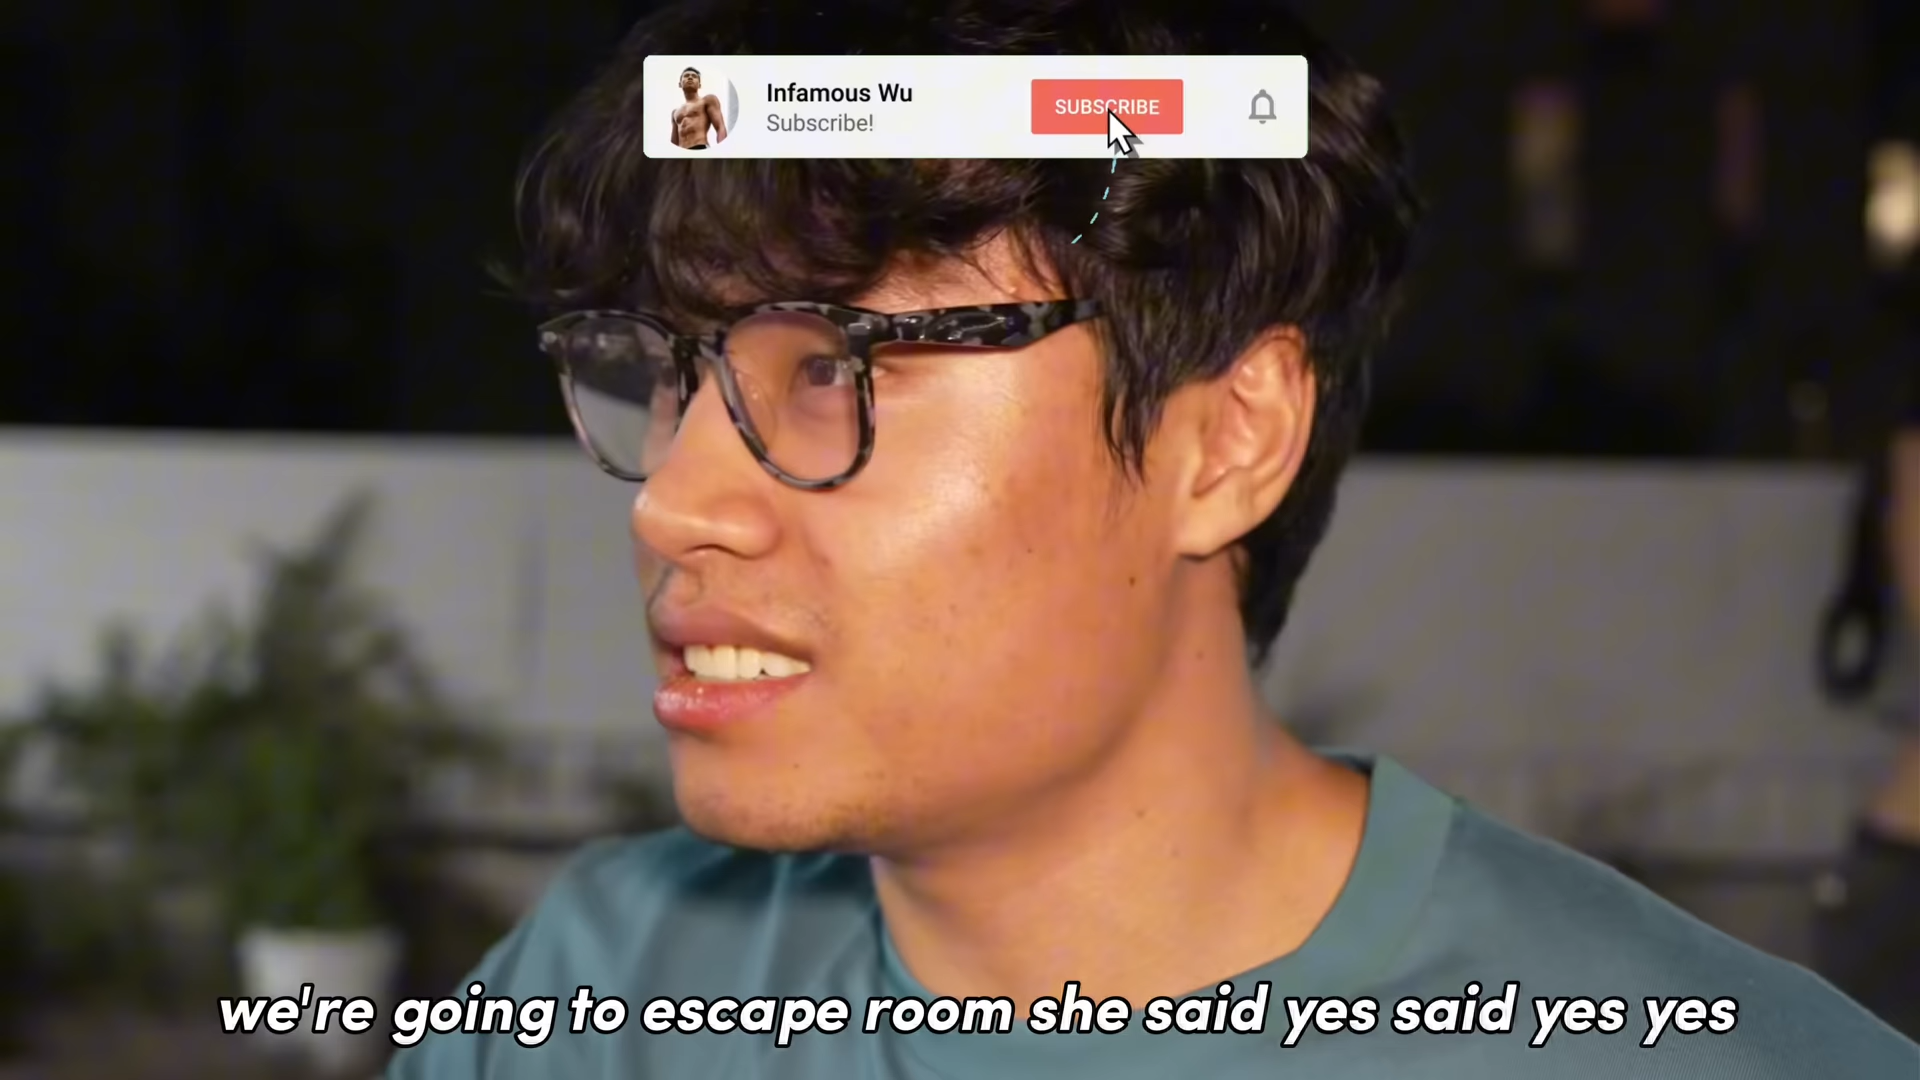 Infamous Wu
Subscribe!
SUBSCRIBE
we're going to escape room she said yes said yes yes